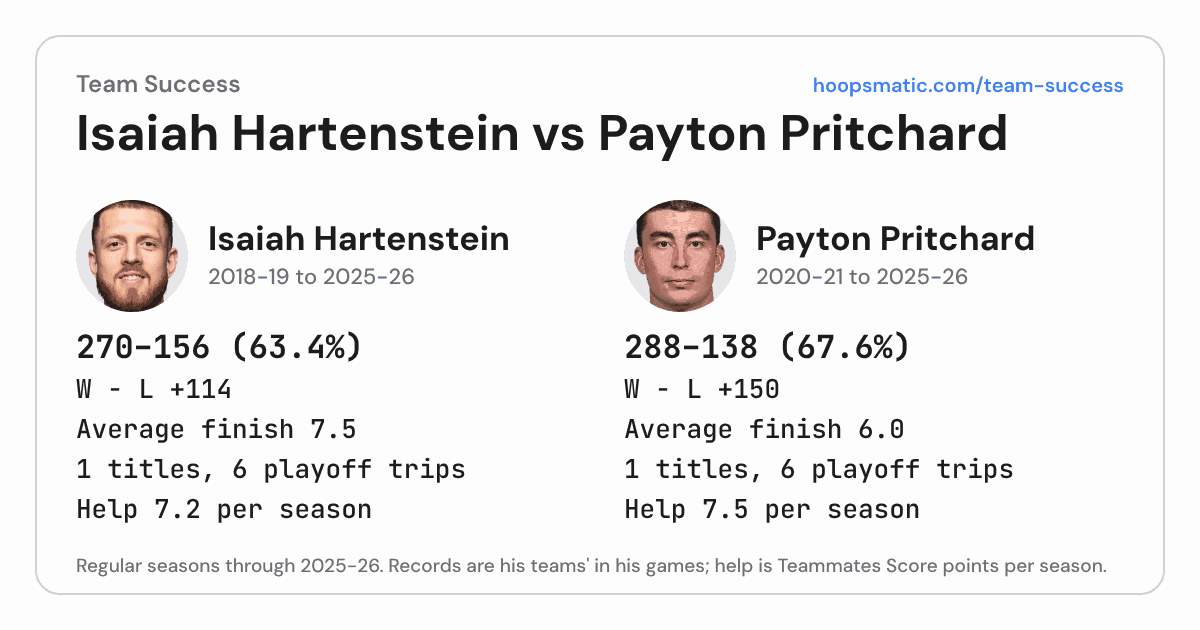 Team Success
hoopsmatic.com/team-success
Isaiah Hartenstein vs Payton Pritchard
Isaiah Hartenstein
2018-19 to 2025-26
270-156 (63.4%)
W - L +114
Average finish 7.5
1 titles, 6 playoff trips
Help 7.2 per season
Payton Pritchard
2020-21 to 2025-26
288-138 (67.6%)
W - L +150
Average finish 6.0
1 titles, 6 playoff trips
Help 7.5 per season
Regular seasons through 2025-26. Records are his teams' in his games; help is Teammates Score points per season.